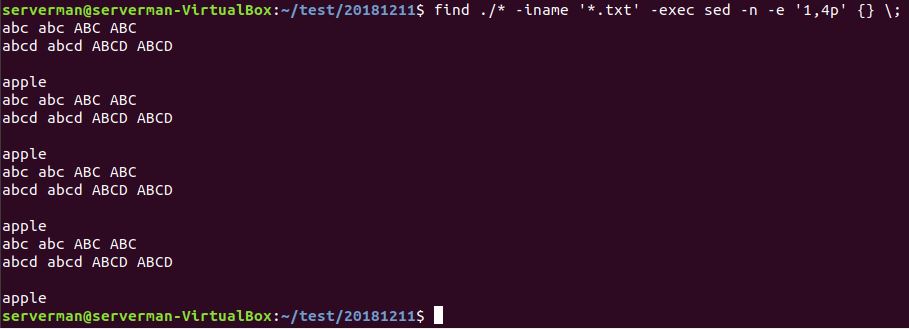 serverman@serverman-VirtualBox:~/test/20181211$ find ./* -iname '*.txt' -exec sed -n -e '1,4p' {} \;
abc abc ABC ABC
abcd abcd ABCD ABCD

apple
abc abc ABC ABC
abcd abcd ABCD ABCD

apple
abc abc ABC ABC
abcd abcd ABCD ABCD

apple
abc abc ABC ABC
abcd abcd ABCD ABCD

apple
serverman@serverman-VirtualBox:~/test/20181211$